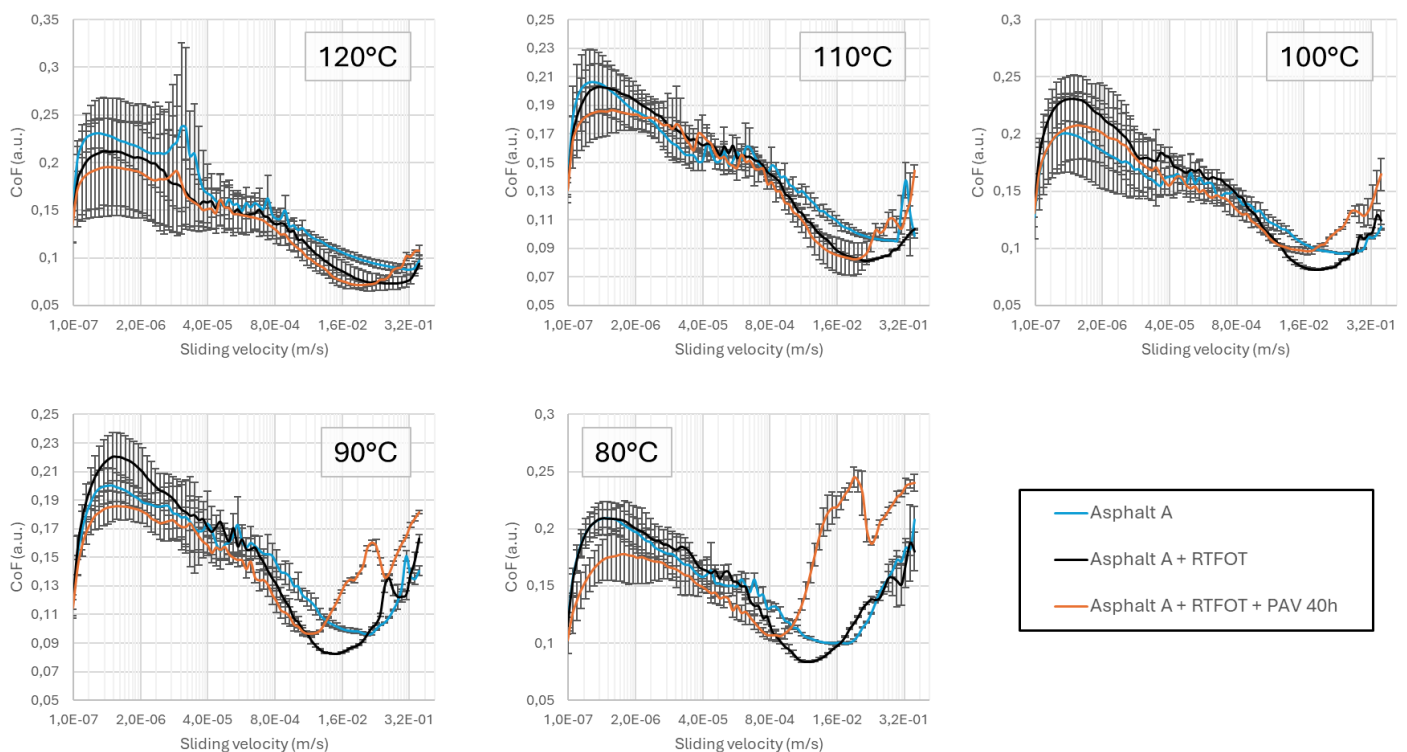 0,35
0,3
0,25
0,2
0,15
0,1
0,05
CoF (a.u.)
120°C
1,0E-07 2,0E-06 4,0E-05 8,0E-04 1,6E-02 3,2E-01
Sliding velocity (m/s)
0,25
0,23
0,21
0,19
0,17
0,15
0,13
0,11
0,09
0,07
0,05
CoF (a.u.)
110°C
1,0E-07 2,0E-06 4,0E-05 8,0E-04 1,6E-02 3,2E-01
Sliding velocity (m/s)
0,3
0,25
0,2
0,15
0,1
0,05
CoF (a.u.)
100°C
1,0E-07 2,0E-06 4,0E-05 8,0E-04 1,6E-02 3,2E-01
Sliding velocity (m/s)
0,25
0,23
0,21
0,19
0,17
0,15
0,13
0,11
0,09
0,07
0,05
CoF (a.u.)
90°C
1,0E-07 2,0E-06 4,0E-05 8,0E-04 1,6E-02 3,2E-01
Sliding velocity (m/s)
0,3
0,25
0,2
0,15
0,1
0,05
CoF (a.u.)
80°C
1,0E-07 2,0E-06 4,0E-05 8,0E-04 1,6E-02 3,2E-01
Sliding velocity (m/s)
Asphalt A
Asphalt A + RTFOT
Asphalt A + RTFOT + PAV 40h